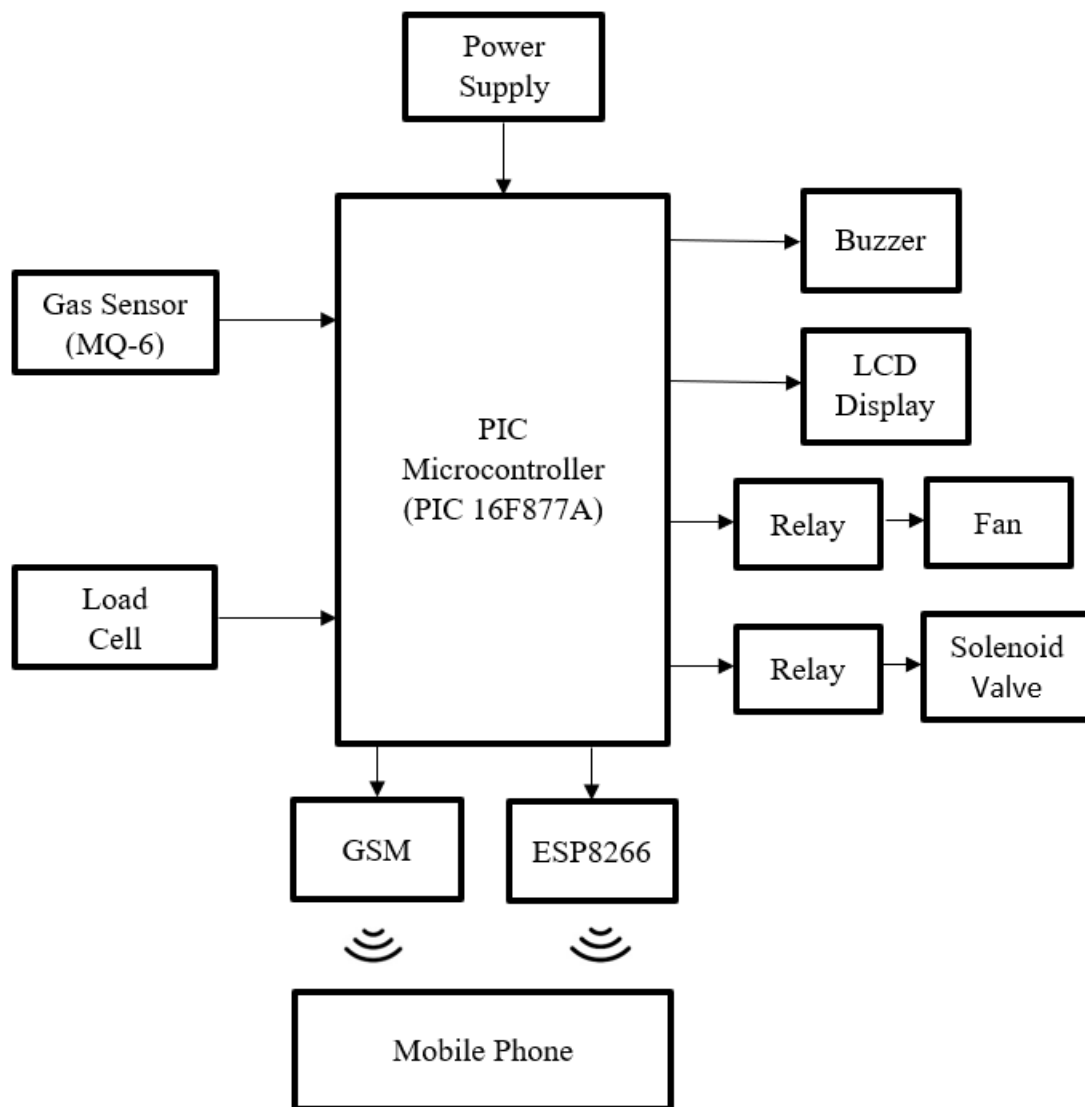 Power
Supply
Buzzer
Gas Sensor
(MQ-6)
LCD
Display
PIC
Microcontroller
(PIC 16F877A)
Relay
Fan
Load
Cell
Relay
Solenoid
Valve
GSM
ESP8266
Mobile Phone